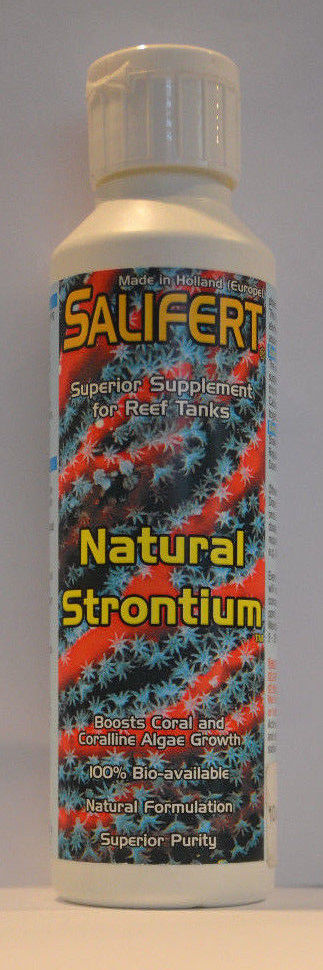 Made in Holland (Europe)
SALIFERT®
Superior Supplement
for Reef Tanks
Natural
Strontium™
Boosts Coral and
Coralline Algae Growth
100% Bio-available
Natural Formulation
Superior Purity